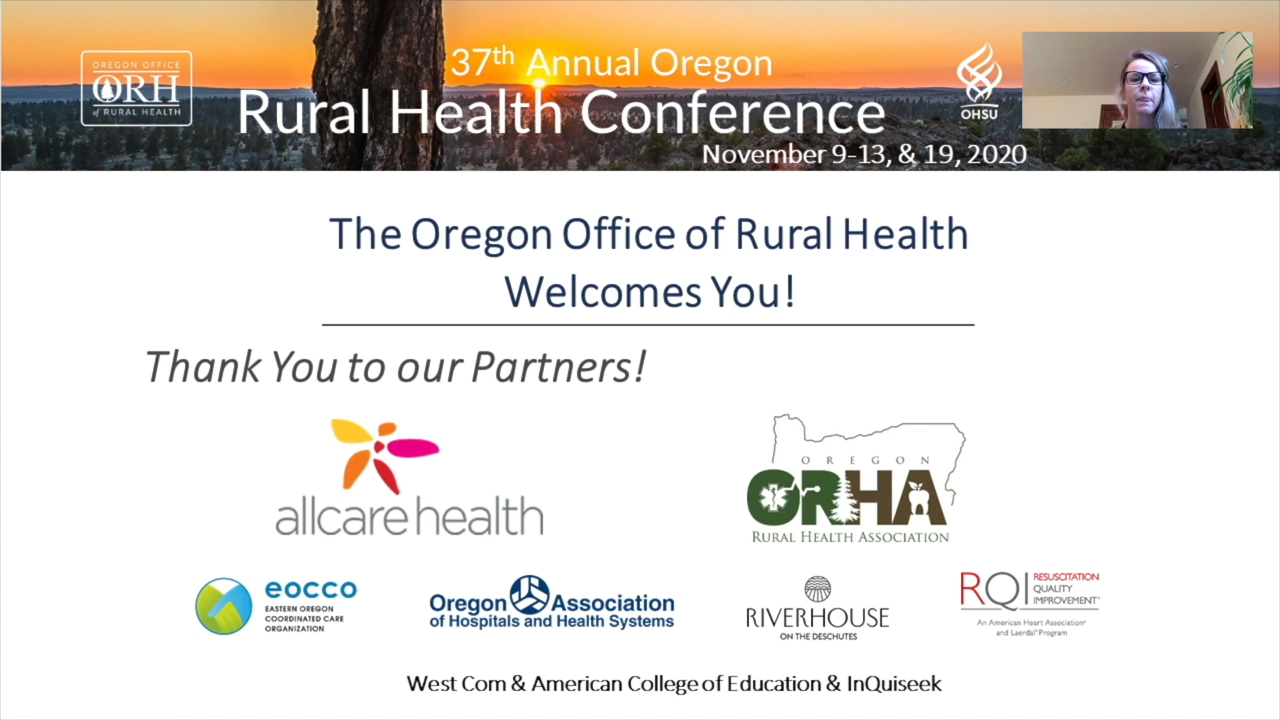 OREGON OFFICE
ORH
of RURAL HEALTH
37th Annual Oregon
Rural Health Conference
November 9-13, & 19, 2020
OHSU
The Oregon Office of Rural Health
Welcomes You!
Thank You to our Partners!
allcare health
OREGON
ORHA
RURAL HEALTH ASSOCIATION
eocco
EASTERN OREGON
COORDINATED CARE
ORGANIZATION
Oregon Association
of Hospitals and Health Systems
RIVERHOUSE
ON THE DESCHUTES
RQI RESUSCITATION
QUALITY
IMPROVEMENT™
An American Heart Association®
and Laerdal® Program
West Com & American College of Education & InQuiseek